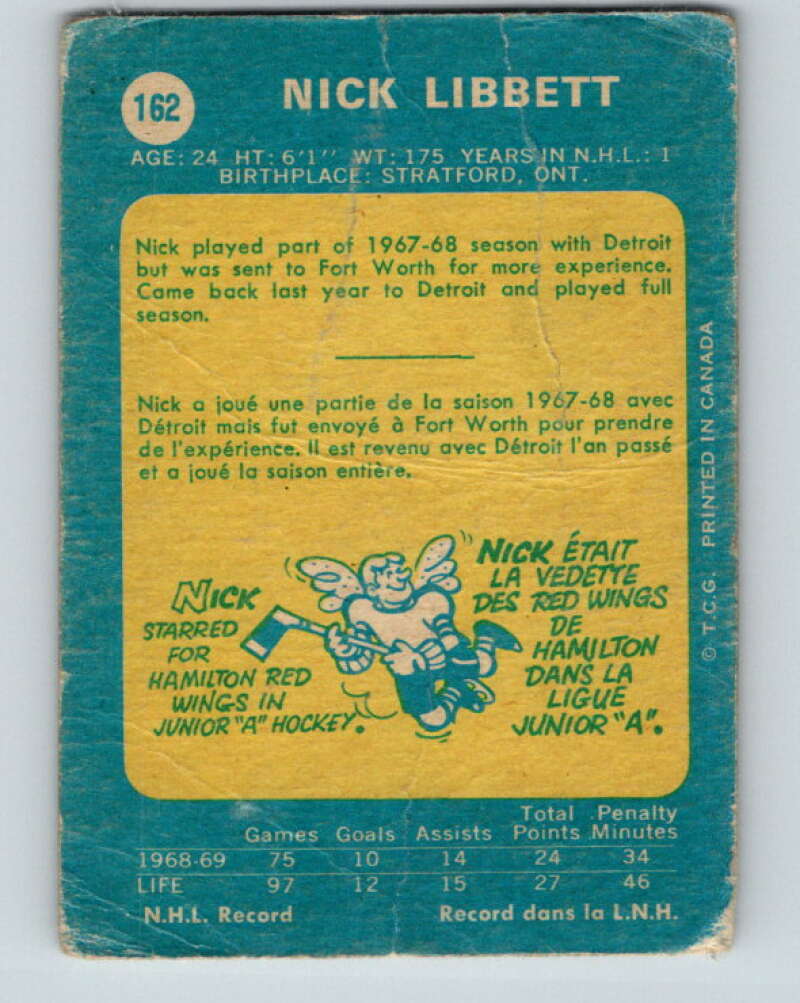 162
NICK LIBBETT
AGE: 24 HT: 6'1'' WT: 175 YEARS IN N.H.L.: 1
BIRTHPLACE: STRATFORD, ONT.
Nick played part of 1967-68 season with Detroit
but was sent to Fort Worth for more experience.
Came back last year to Detroit and played full
season.
Nick a joué une partie de la saison 1967-68 avec
Détroit mais fut envoyé à Fort Worth pour prendre
de l'expérience. Il est revenu avec Détroit l'an passé
et a joué la saison entière.
NICK
STARRED
FOR
HAMILTON RED
WINGS IN
JUNIOR "A" HOCKEY.
NICK ÉTAIT
LA VEDETTE
DES RED WINGS
DE
HAMILTON
DANS LA
LIGUE
JUNIOR "A".
© T.C.G. PRINTED IN CANADA
Total Penalty
Games Goals Assists Points Minutes
1968-69 75 10 14 24 34
LIFE 97 12 15 27 46
N.H.L. Record Record dans la L.N.H.